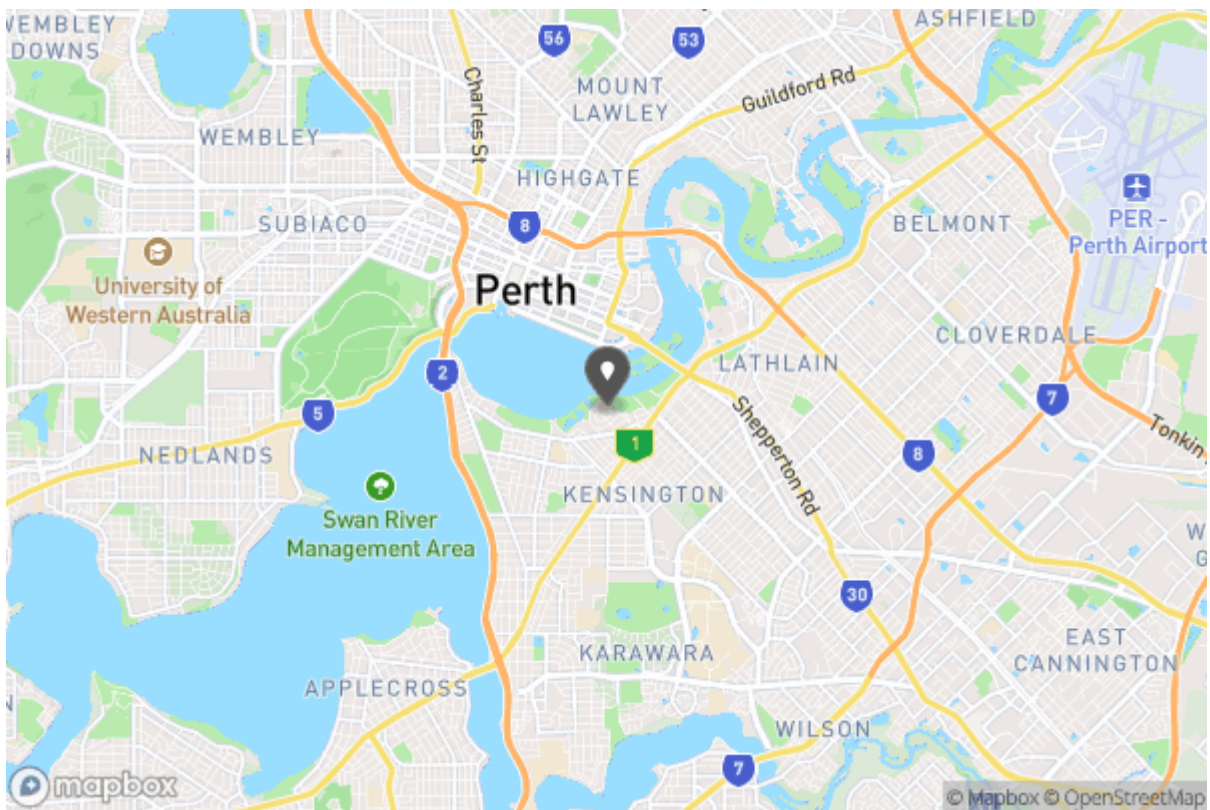 WEMBLEY
DOWNS
56
53
ASHFIELD
Charles St
MOUNT
LAWLEY
Guildford Rd
WEMBLEY
HIGHGATE
SUBIACO
8
BELMONT
PER -
Perth Airport
University of
Western Australia
Perth
CLOVERDALE
LATHLAIN
2
7
5
Shepperton Rd
Tonkin
1
NEDLANDS
8
KENSINGTON
Swan River
Management Area
30
EAST
CANNINGTON
KARAWARA
APPLECROSS
WILSON
7
mapbox
© Mapbox © OpenStreetMap